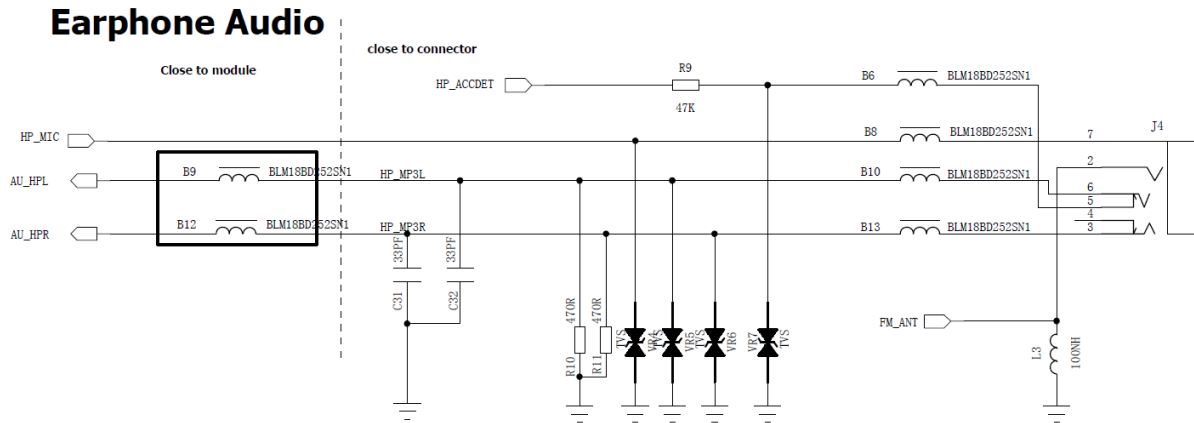 Earphone Audio
close to connector
Close to module
HP_ACCDET
R9
47K
B6
BLM18BD252SN1
HP_MIC
B8
BLM18BD252SN1
7
J4
2
AU_HPL
B9
BLM18BD252SN1
HP_MP3L
B10
BLM18BD252SN1
6
5
AU_HPR
B12
BLM18BD252SN1
HP_MP3R
B13
BLM18BD252SN1
4
3
33PF
C31
33PF
C32
470R
R10
470R
R11
TVS
VR4
TVS
VR5
TVS
VR6
VR7
TVS
FM_ANT
L3
100NH